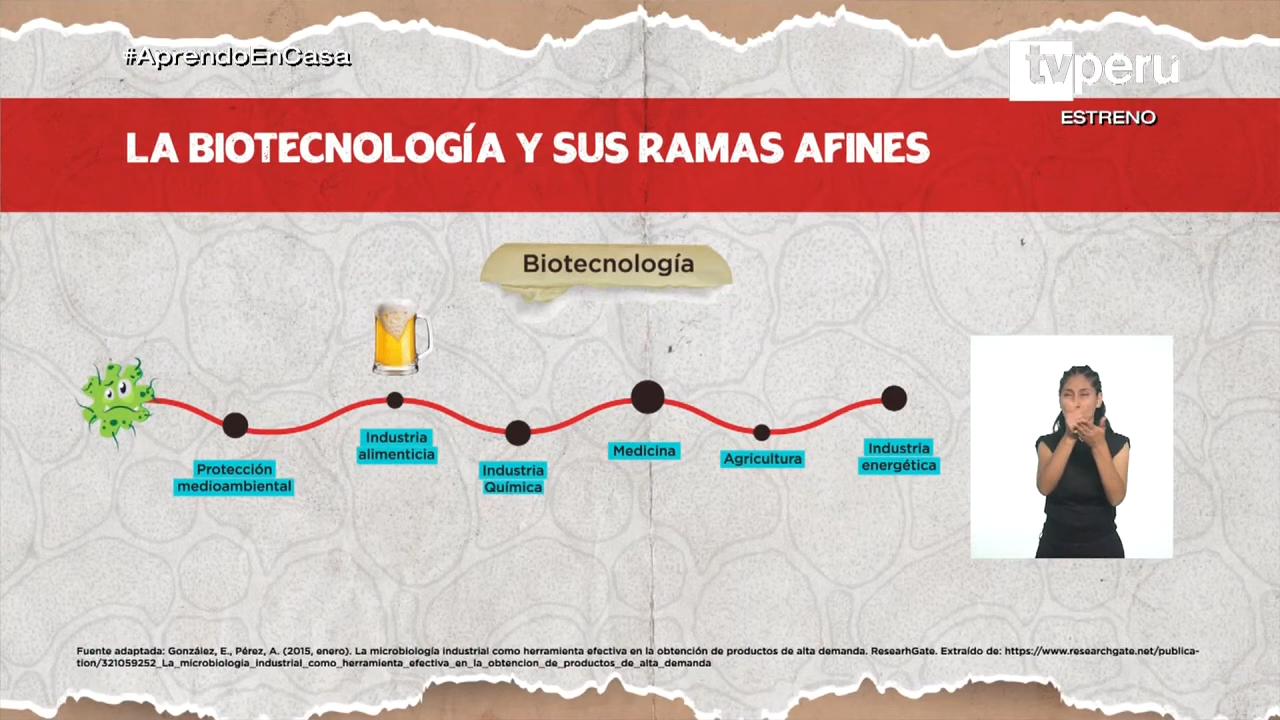 #AprendoEnCasa
tvperu
ESTRENO
LA BIOTECNOLOGÍA Y SUS RAMAS AFINES
Biotecnología
Protección
medioambiental
Industria
alimenticia
Industria
Química
Medicina
Agricultura
Industria
energética
Fuente adaptada: González, E., Pérez, A. (2015, enero). La microbiología industrial como herramienta efectiva en la obtención de productos de alta demanda. ResearhGate. Extraído de: https://www.researchgate.net/publica-
tion/321059252_La_microbiologia_industrial_como_herramienta_efectiva_en_la_obtencion_de_productos_de_alta_demanda